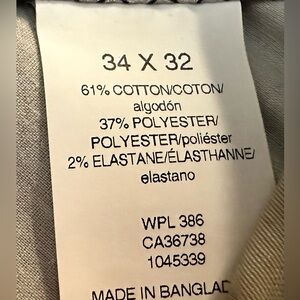 34 X 32
61% COTTON/COTON/
algodón
37% POLYESTER/
POLYESTER/poliéster
2% ELASTANE/ÉLASTHANNE/
elastano
WPL 386
CA36738
1045339
MADE IN BANGLAD